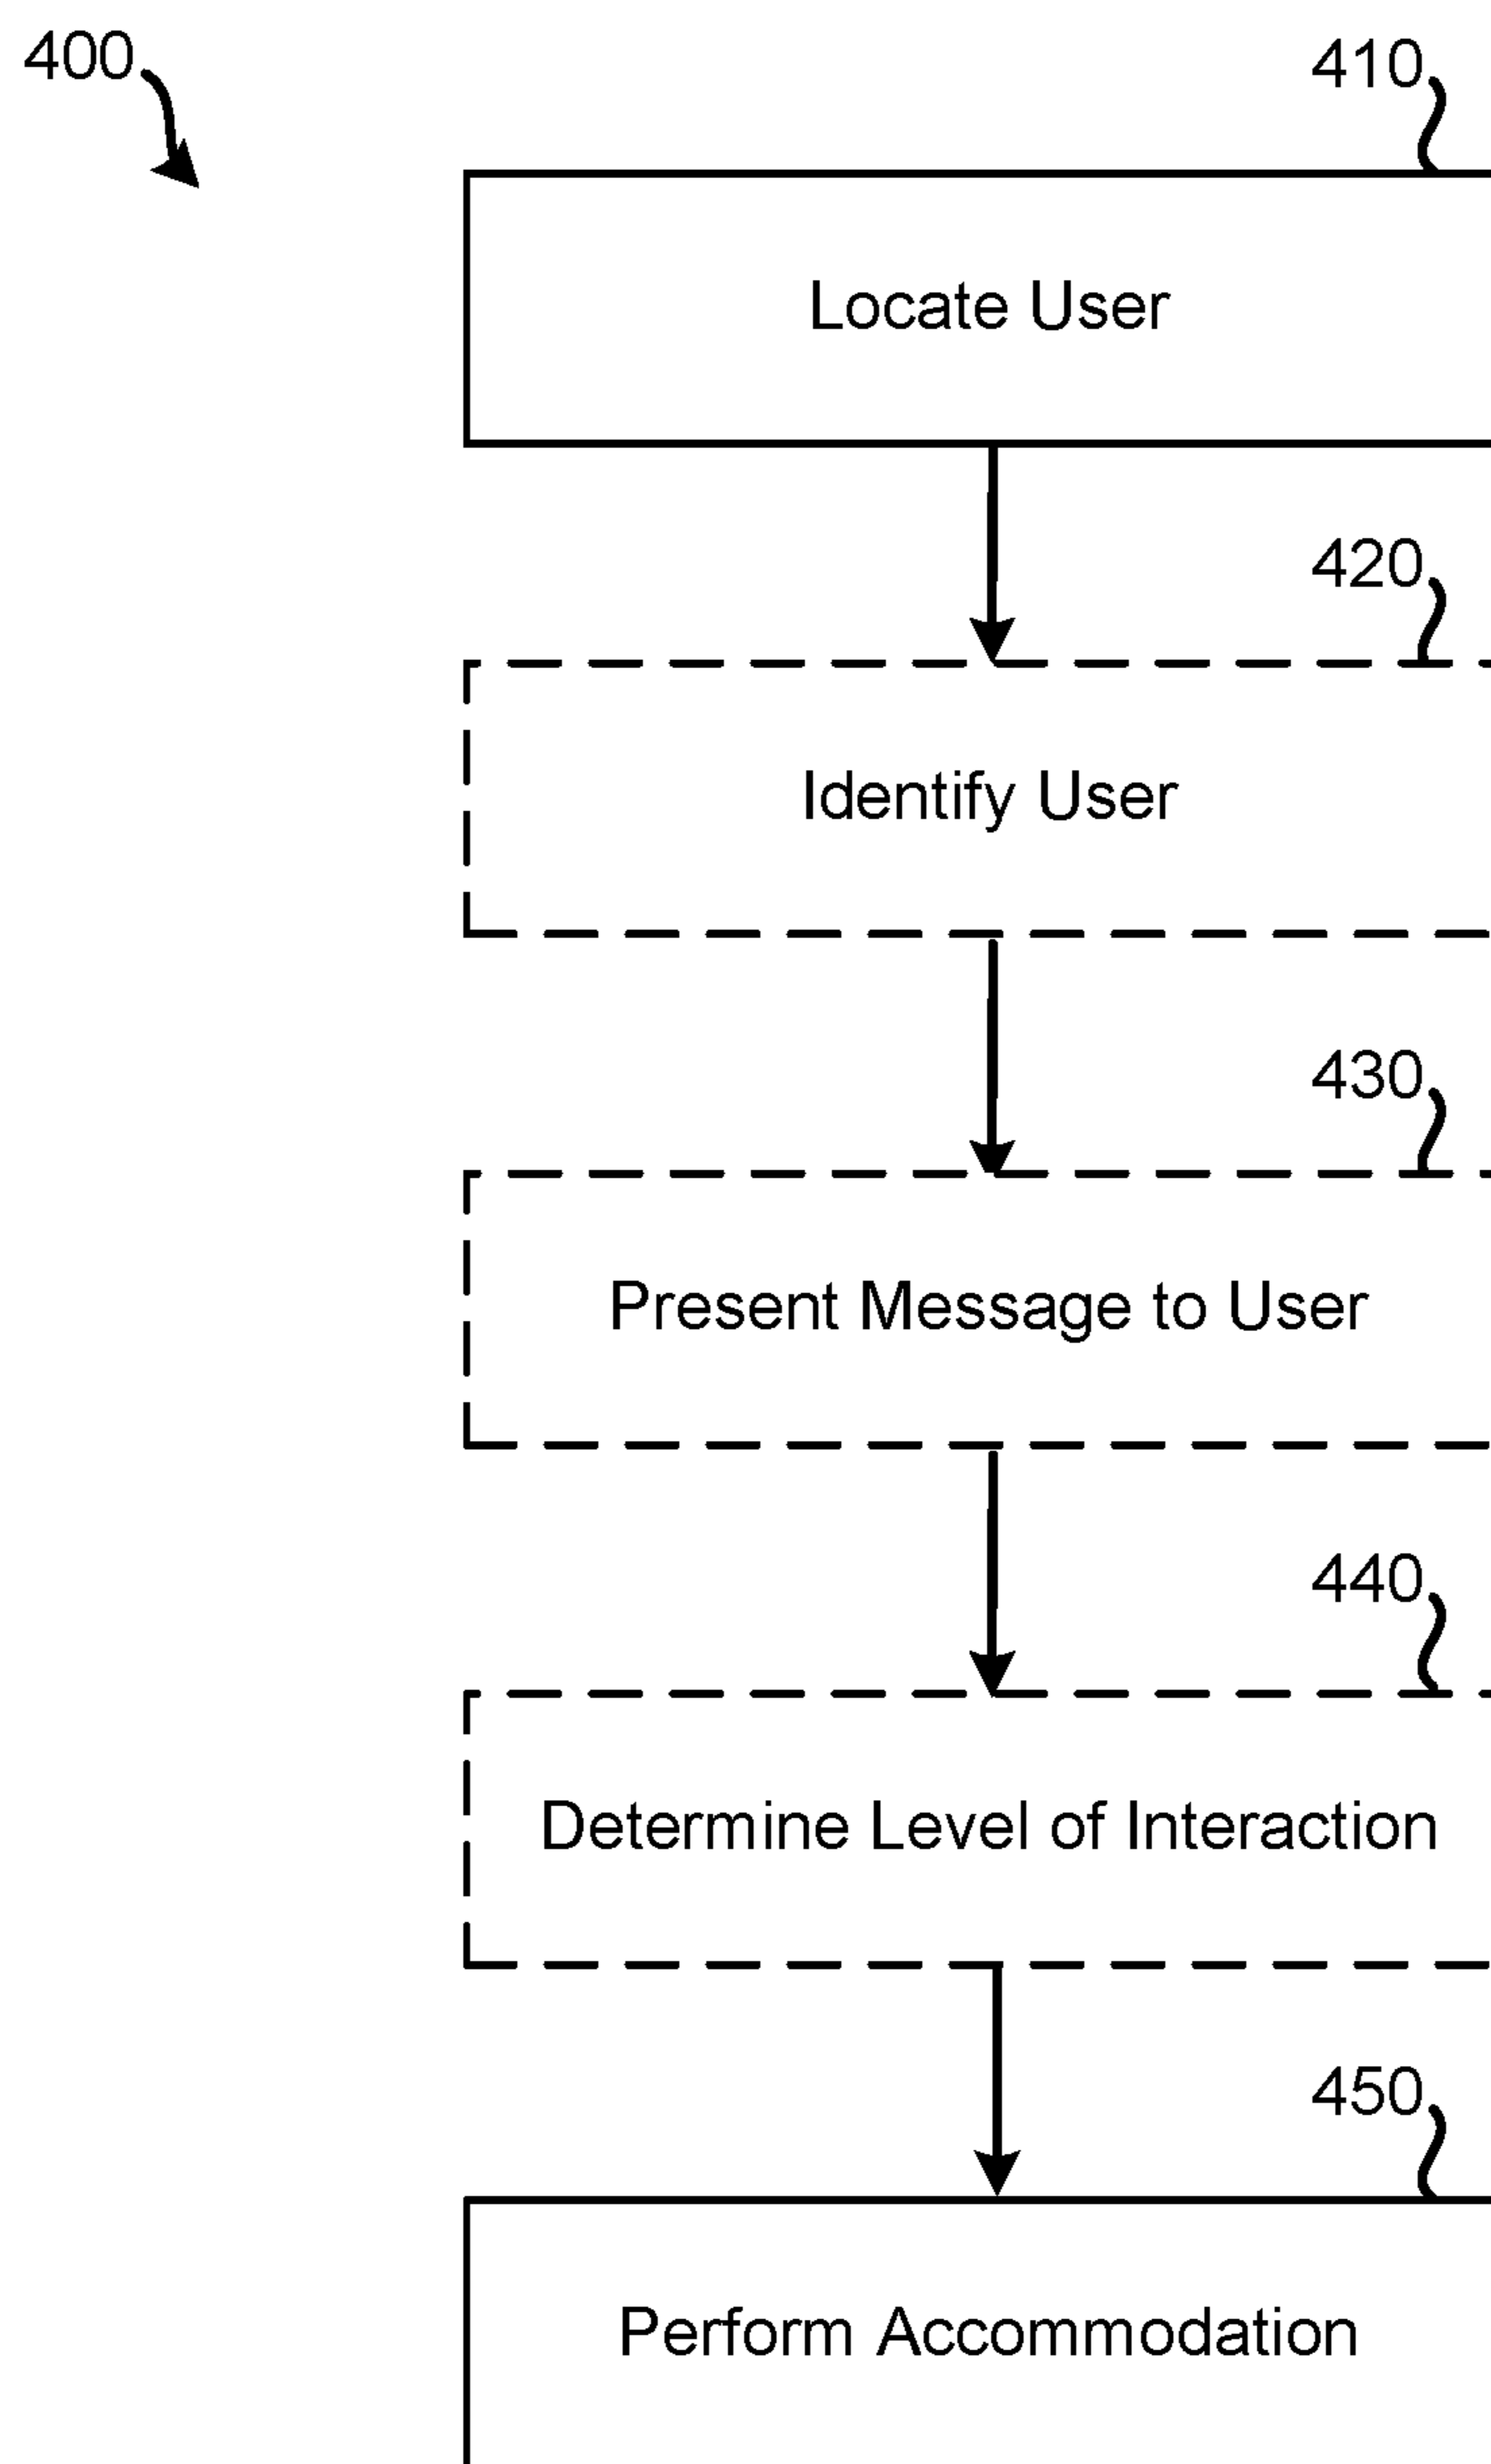 400
410
Locate User
420
Identify User
430
Present Message to User
440
Determine Level of Interaction
450
Perform Accommodation